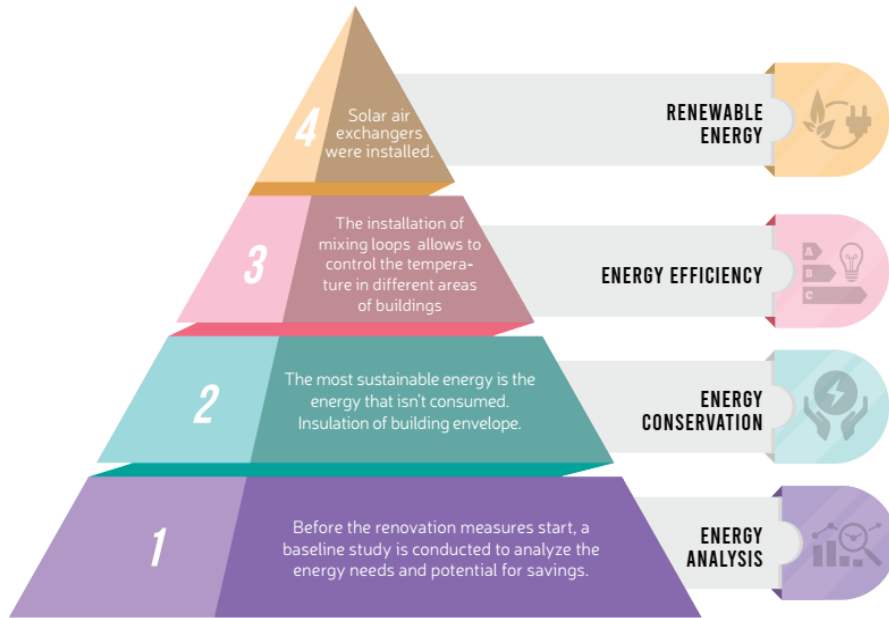 4
Solar air
exchangers
were installed.
RENEWABLE
ENERGY
3
The installation of
mixing loops allows to
control the tempera-
ture in different areas
of buildings
ENERGY EFFICIENCY
A
B
C
2
The most sustainable energy is the
energy that isn't consumed.
Insulation of building envelope.
ENERGY
CONSERVATION
1
Before the renovation measures start, a
baseline study is conducted to analyze the
energy needs and potential for savings.
ENERGY
ANALYSIS